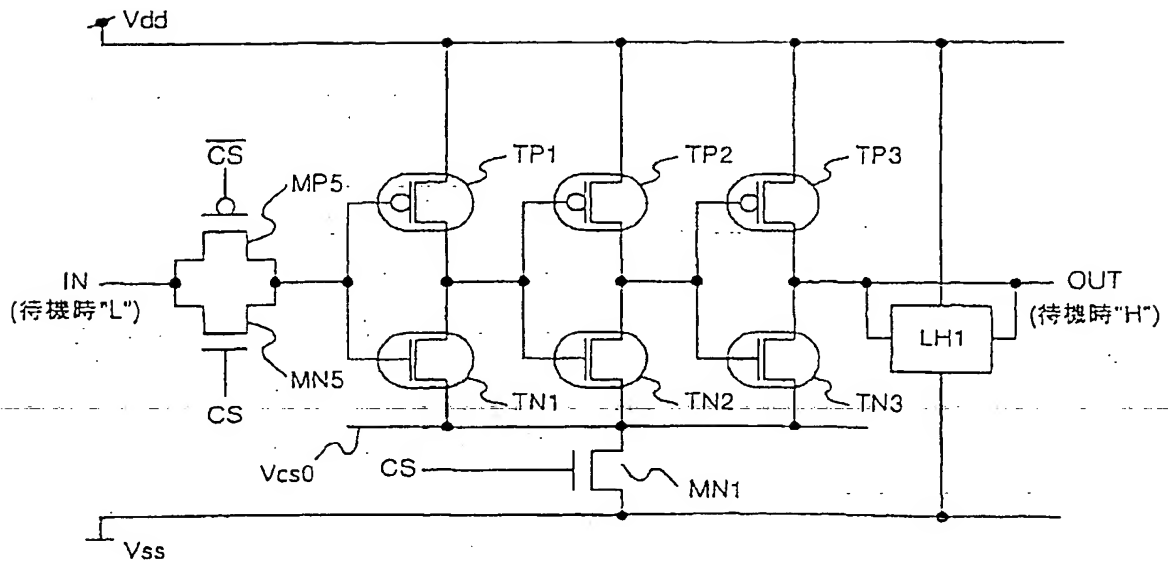 Vdd
CS
MP5
TP1
TP2
TP3
IN
(待機時"L")
OUT
(待機時"H")
LH1
MN5
CS
TN1
TN2
TN3
Vcs0
CS
MN1
Vss